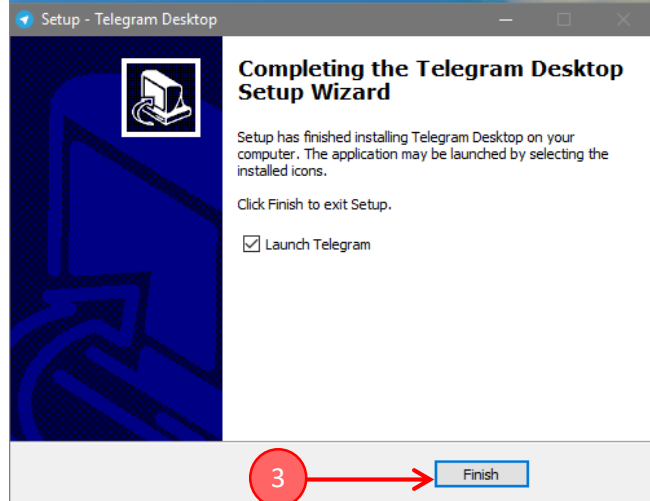 Setup - Telegram Desktop
Completing the Telegram Desktop
Setup Wizard
Setup has finished installing Telegram Desktop on your
computer. The application may be launched by selecting the
installed icons.
Click Finish to exit Setup.
Launch Telegram
3
Finish